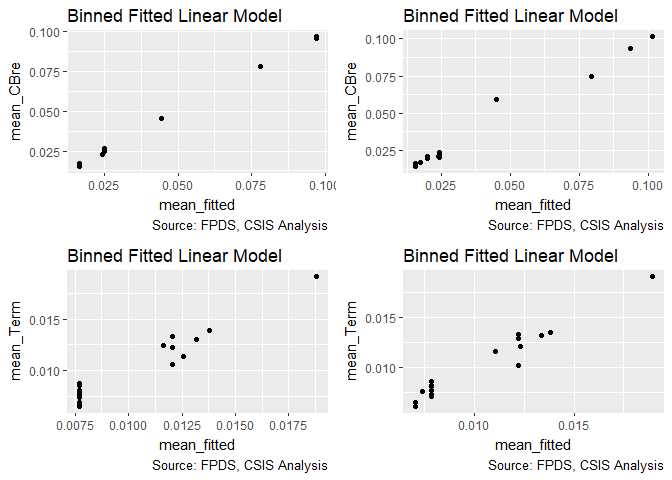 Binned Fitted Linear Model
mean_CBre
0.100
0.075
0.050
0.025
0.025
0.050
0.075
0.100
mean_fitted
Source: FPDS, CSIS Analysis
Binned Fitted Linear Model
mean_CBre
0.100
0.075
0.050
0.025
0.025
0.050
0.075
0.100
mean_fitted
Source: FPDS, CSIS Analysis
Binned Fitted Linear Model
mean_Term
0.015
0.010
0.0075
0.0100
0.0125
0.0150
0.0175
mean_fitted
Source: FPDS, CSIS Analysis
Binned Fitted Linear Model
mean_Term
0.015
0.010
0.010
0.015
mean_fitted
Source: FPDS, CSIS Analysis